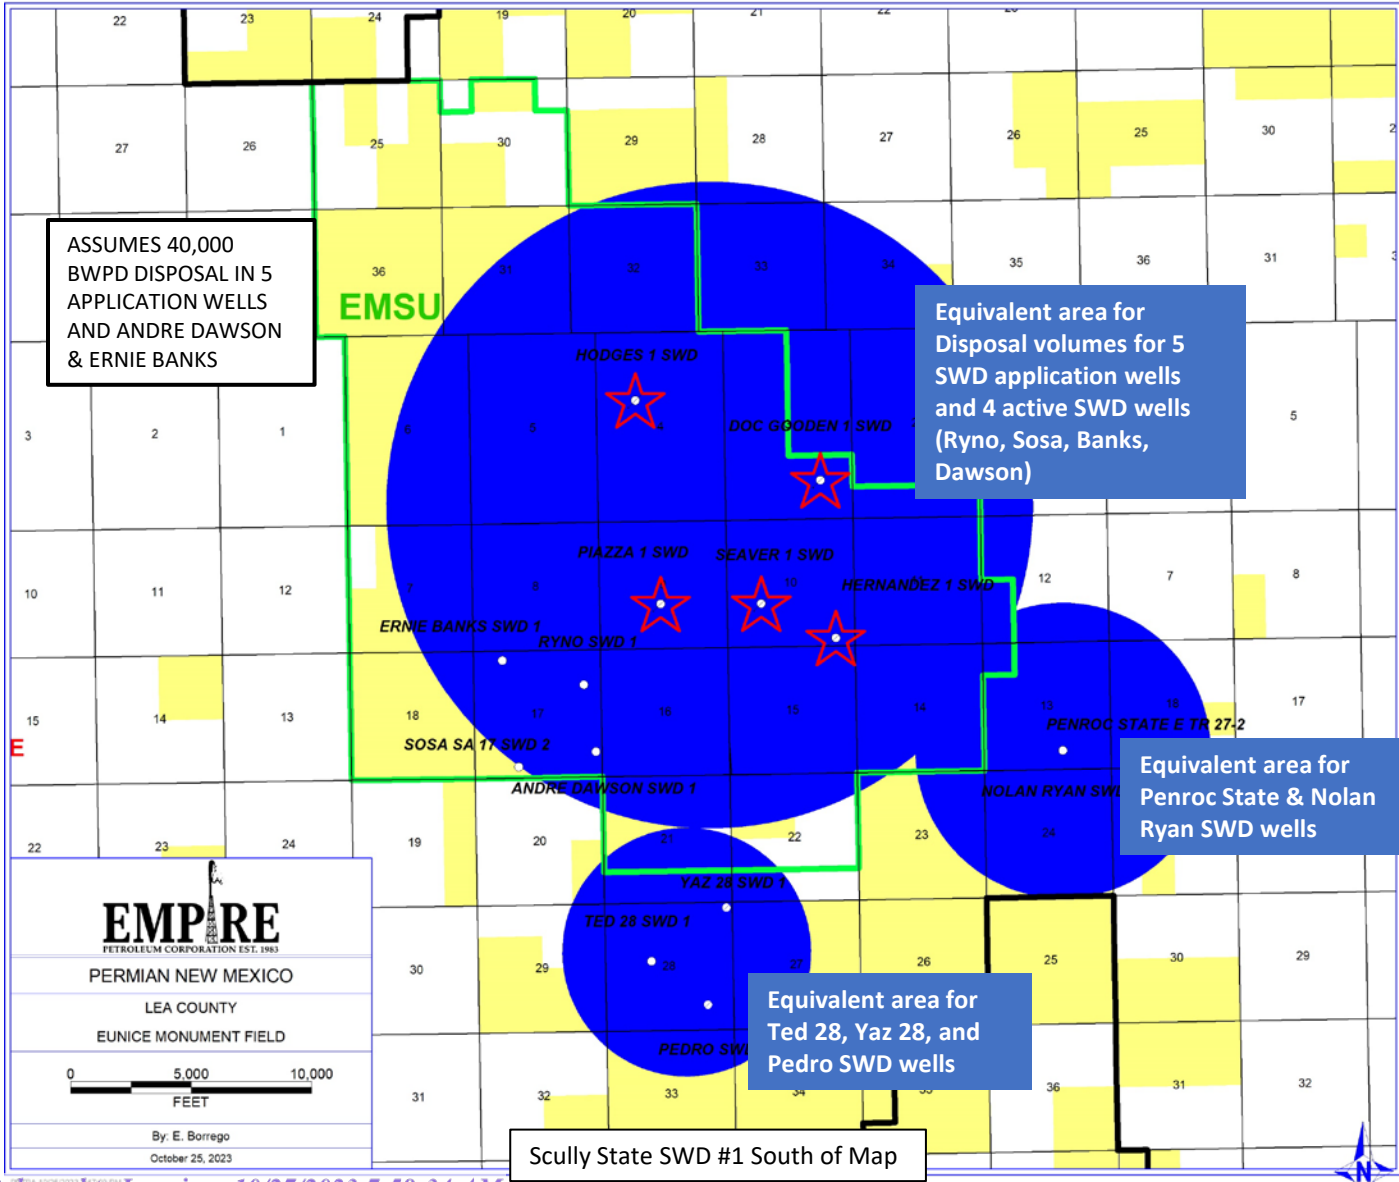 22 23 24 19 20 21 22
27 26 25 30 29 28 27 26 25 30
ASSUMES 40,000
BWPD DISPOSAL IN 5
APPLICATION WELLS
AND ANDRE DAWSON
& ERNIE BANKS
36 31 32 33 34 35 36 31
EMSU
Equivalent area for
Disposal volumes for 5
SWD application wells
and 4 active SWD wells
(Ryno, Sosa, Banks,
Dawson)
HODGES 1 SWD
3 2 1 6 5 4 5
DOC GOODEN 1 SWD
PIAZZA 1 SWD SEAVER 1 SWD
10 11 12 7 8 10 12 7 8
HERNANDEZ 1 SWD
ERNIE BANKS SWD 1
RYNO SWD 1
15 14 13 18 17 16 15 14 13 18 17
E
PENROC STATE E TR 27-2
SOSA SA 17 SWD 2
ANDRE DAWSON SWD 1
NOLAN RYAN SWD
Equivalent area for
Penroc State & Nolan
Ryan SWD wells
22 23 24 19 20 21 22 23 24
YAZ 28 SWD 1
TED 28 SWD 1
30 29 28 27 26 25 30 29
PEDRO SWD
Equivalent area for
Ted 28, Yaz 28, and
Pedro SWD wells
31 32 33 34 35 36 31 32
EMPIRE
PETROLEUM CORPORATION EST. 1983
PERMIAN NEW MEXICO
LEA COUNTY
EUNICE MONUMENT FIELD
0 5,000 10,000
FEET
By: E. Borrego
October 25, 2023
Scully State SWD #1 South of Map
N